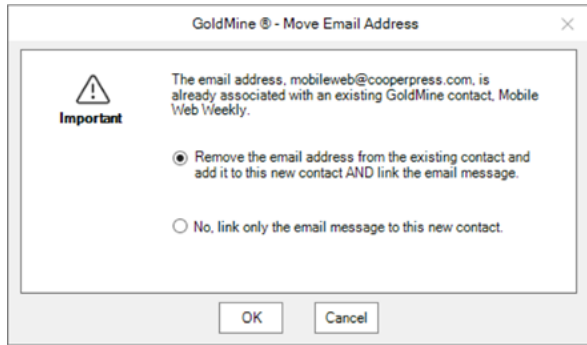 GoldMine ® - Move Email Address
Important
The email address, mobileweb@cooperpress.com, is
already associated with an existing GoldMine contact, Mobile
Web Weekly.
Remove the email address from the existing contact and
add it to this new contact AND link the email message.
No, link only the email message to this new contact.
OK
Cancel